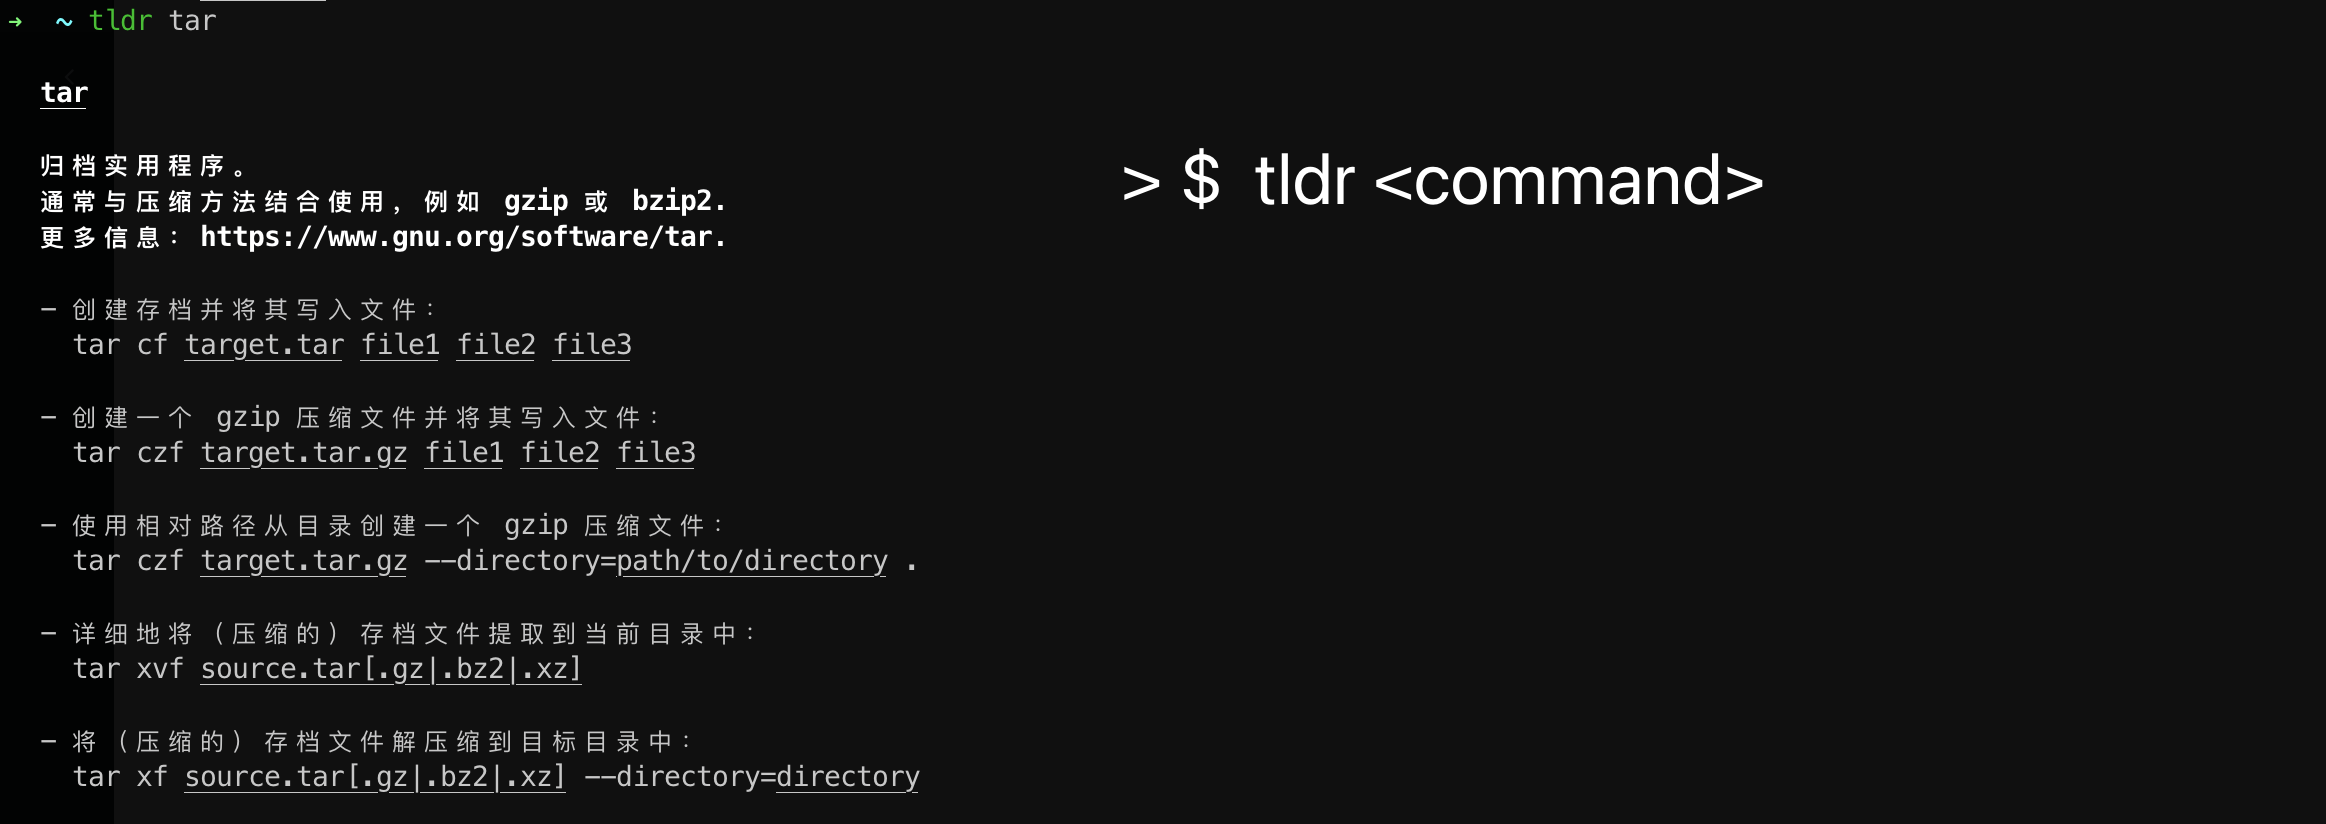 ➜  ~ tldr tar
tar
归档实用程序。
通常与压缩方法结合使用，例如 gzip 或 bzip2.
更多信息：https://www.gnu.org/software/tar.
> $ tldr <command>
- 创建存档并将其写入文件：
tar cf target.tar file1 file2 file3
- 创建一个 gzip 压缩文件并将其写入文件：
tar czf target.tar.gz file1 file2 file3
- 使用相对路径从目录创建一个 gzip 压缩文件：
tar czf target.tar.gz --directory=path/to/directory .
- 详细地将（压缩的）存档文件提取到当前目录中：
tar xvf source.tar[.gz|.bz2|.xz]
- 将（压缩的）存档文件解压缩到目标目录中：
tar xf source.tar[.gz|.bz2|.xz] --directory=directory